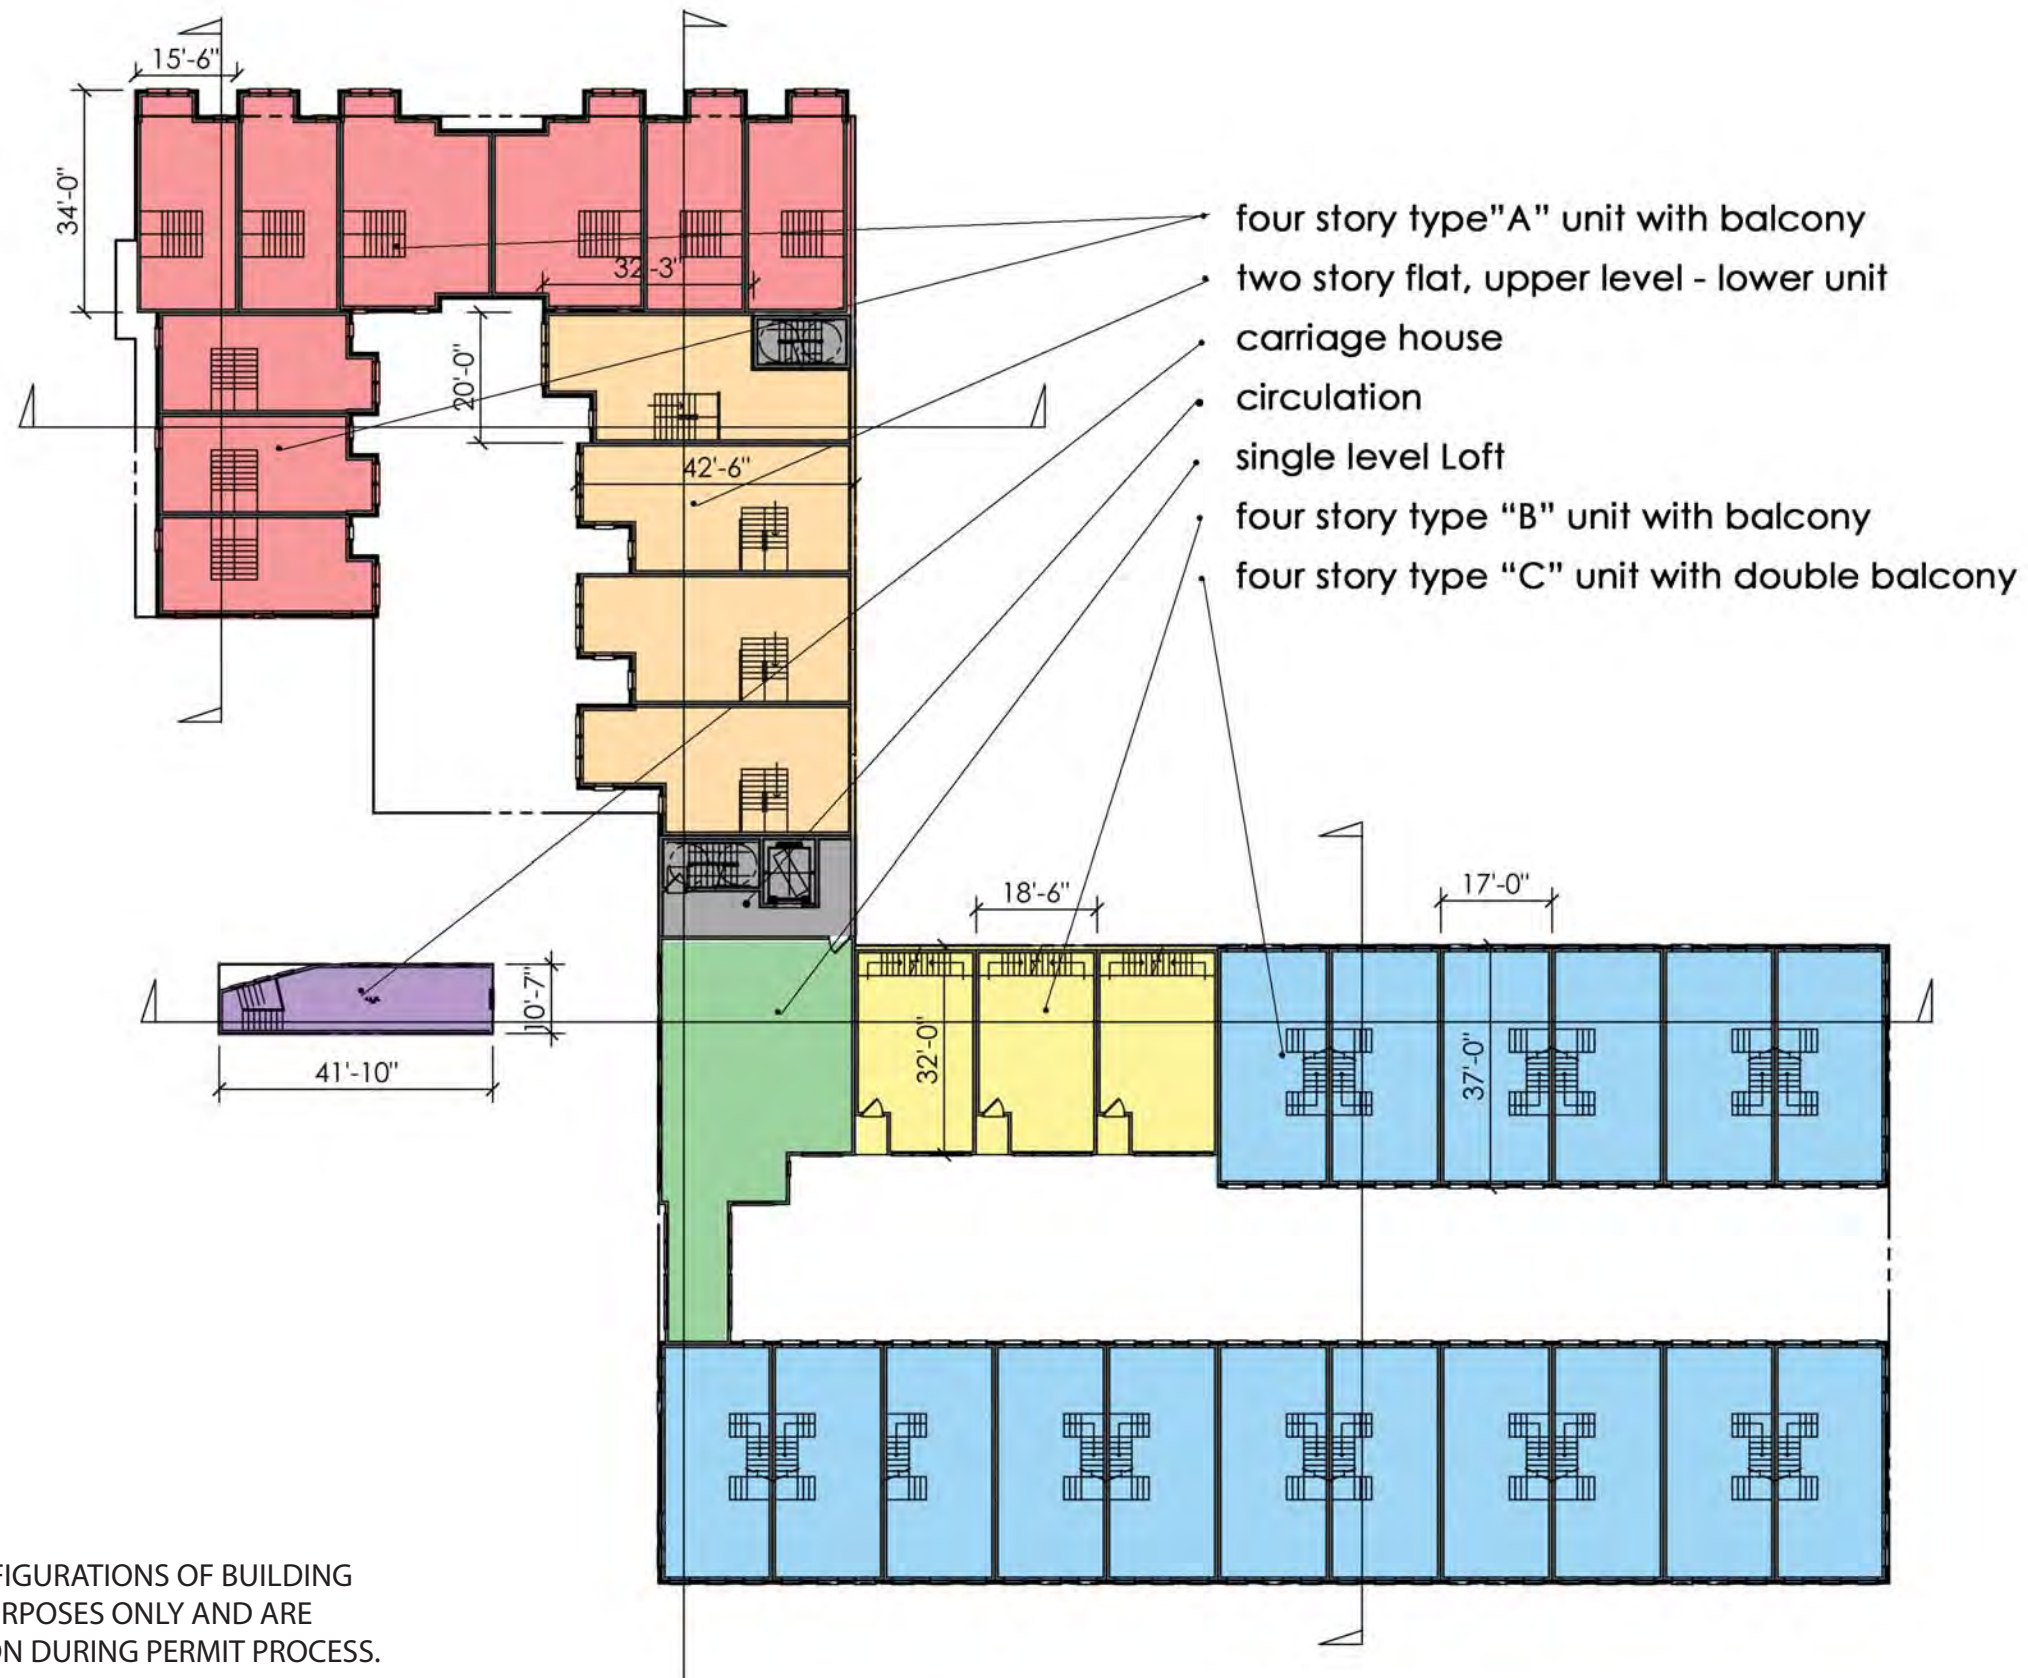 15'-6"
34'-0"
32'-3"
20'-0"
42'-6"
four story type”A” unit with balcony
two story flat, upper level - lower unit
carriage house
circulation
single level Loft
four story type “B” unit with balcony
four story type “C” unit with double balcony
18'-6"
17'-0"
10'-7"
32'-0"
37'-0"
41'-10"
FIGURATIONS OF BUILDING
RPOSES ONLY AND ARE
ON DURING PERMIT PROCESS.